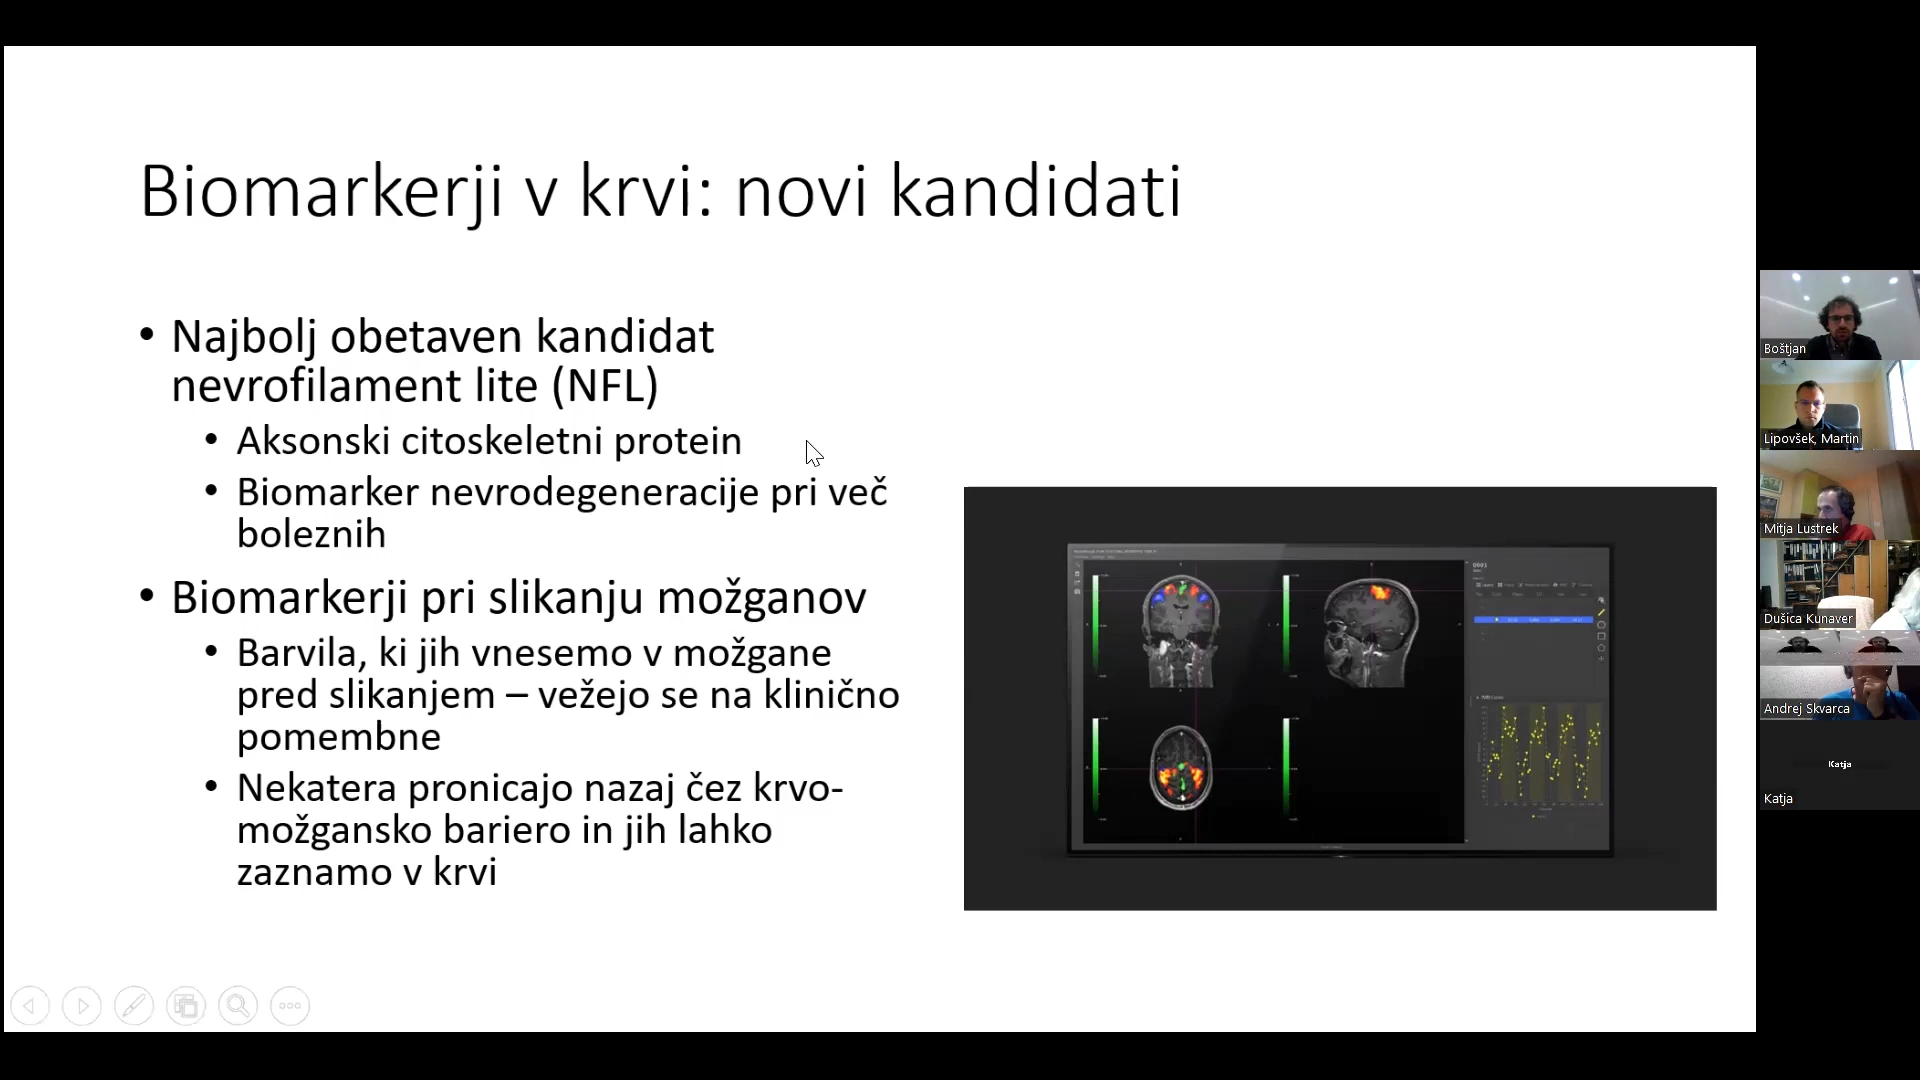 Biomarkerji v krvi: novi kandidati
• Najbolj obetaven kandidat
nevrofilament lite (NFL)
• Aksonski citoskeletni protein
• Biomarker nevrodegeneracije pri več
boleznih
• Biomarkerji pri slikanju možganov
• Barvila, ki jih vnesemo v možgane
pred slikanjem – vežejo se na klinično
pomembne
• Nekatera pronicajo nazaj čez krvo-
možgansko bariero in jih lahko
zaznamo v krvi
Boštjan
Lipovšek, Martin
Mitja Lustrek
Dušica Kunaver
Andrej Skvarca
Katja
Katja